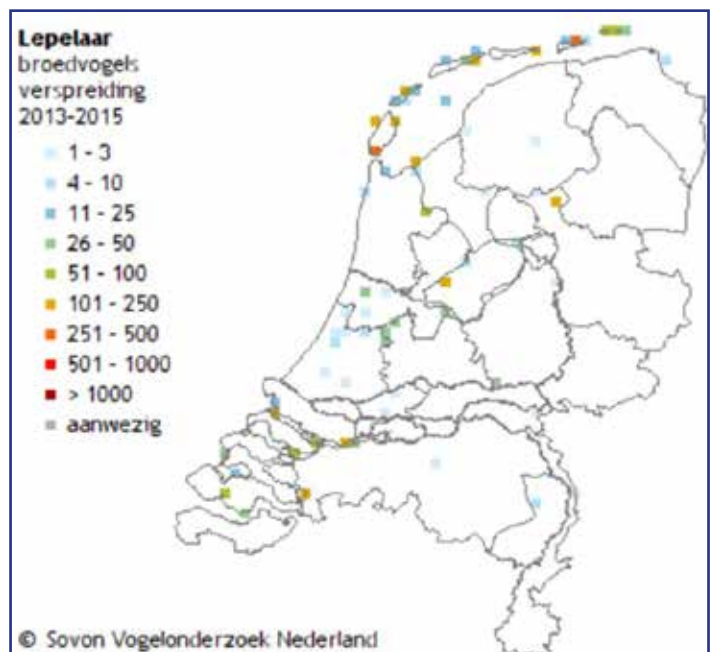 Lepelaar
broedvogels
verspreiding
2013-2015
1 - 3
4 - 10
11 - 25
26 - 50
51 - 100
101 - 250
251 - 500
501 - 1000
> 1000
aanwezig
© Sovon Vogelonderzoek Nederland